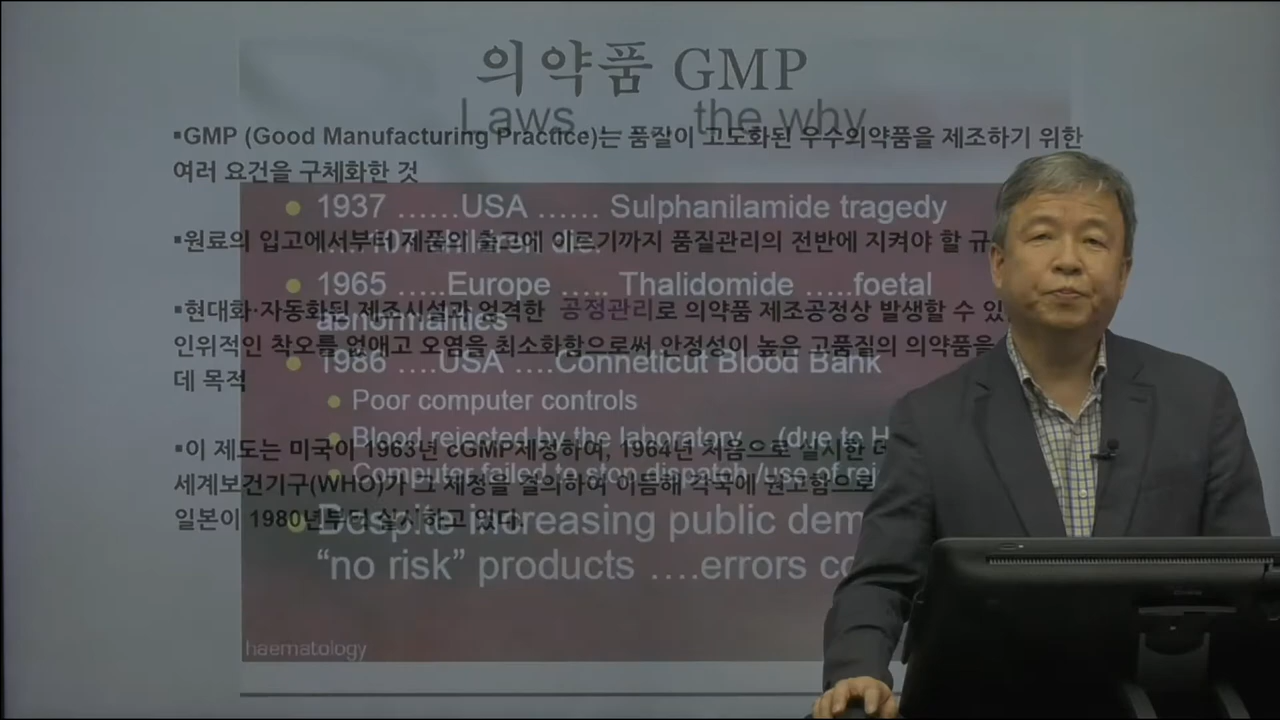 의약품 GMP
Laws the why
▪GMP (Good Manufacturing Practice)는 품질이 고도화된 우수의약품을 제조하기 위한
여러 요건을 구체화한 것
1937 ......USA ...... Sulphanilamide tragedy
▪원료의 입고에서부터 제품의 출고에 이르기까지 품질관리의 전반에 지켜야 할
....107 children die.
1965 .....Europe ..... Thalidomide .....foetal
abnormalities
▪현대화·자동화된 제조시설과 엄격한 공정관리로 의약품 제조공정상 발생할 수
인위적인 착오를 없애고 오염을 최소화함으로써 안정성이 높은 고품질의 의약품을
데 목적
1986 ....USA ....Conneticut Blood Bank
Poor computer controls
Blood rejected by the laboratory (due to
▪이 제도는 미국이 1963년 cGMP제정하여, 1964년 처음으로 실시한
Computer failed to stop dispatch /use of
세계보건기구(WHO)가 그 제정을 결의하여 이듬해 각국에 권고함으로
일본이 1980년부터 실시하고 있다.
Despite increasing public
“no risk” products ....errors
haematology